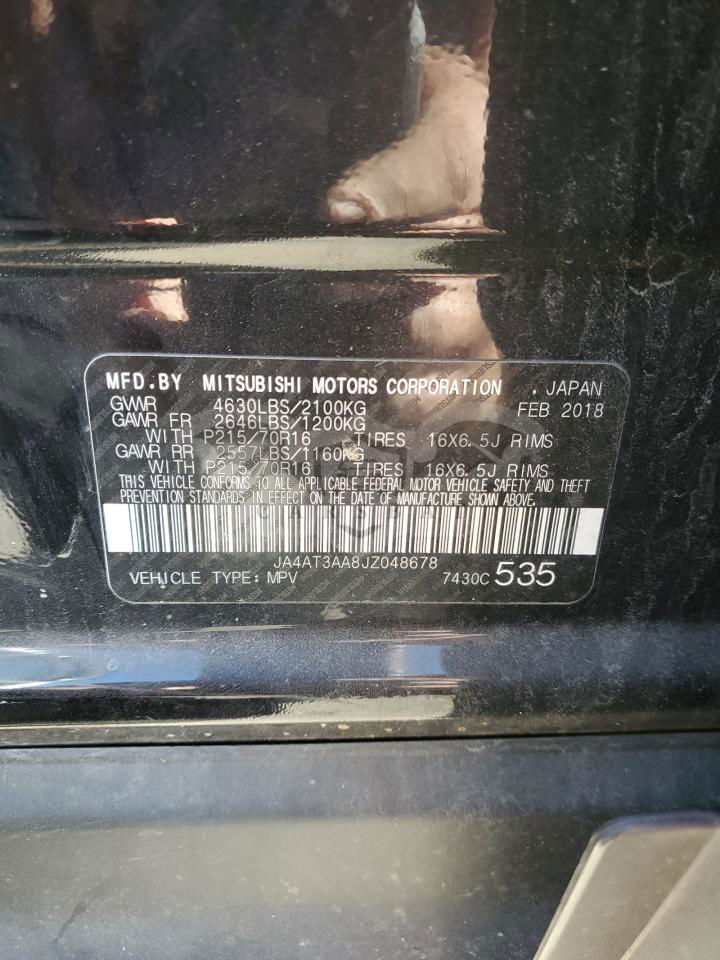 MFD.BY MITSUBISHI MOTORS CORPORATION . JAPAN
GWVR 4630LBS/2100KG FEB 2018
GAWR FR 2646LBS/1200KG
WITH P215/70R16 TIRES 16X6.5J RIMS
GAWR RR 2557LBS/1160KG
WITH P215/70R16 TIRES 16X6.5J RIMS
THIS VEHICLE CONFORMS TO ALL APPLICABLE FEDERAL MOTOR VEHICLE SAFETY AND THEFT
PREVENTION STANDARDS IN EFFECT ON THE DATE OF MANUFACTURE SHOWN ABOVE.
JA4AT3AA8JZ048678
VEHICLE TYPE: MPV 7430C 535